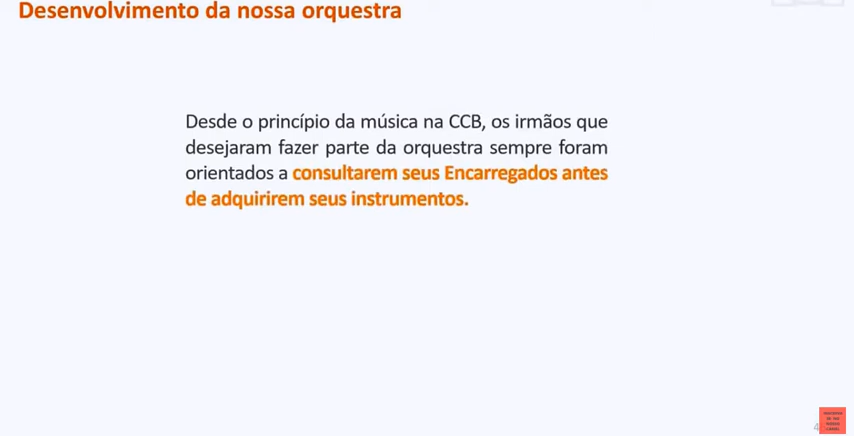 Desenvolvimento da nossa orquestra
Desde o princípio da música na CCB, os irmãos que
desejaram fazer parte da orquestra sempre foram
orientados a consultarem seus Encarregados antes
de adquirirem seus instrumentos.
4